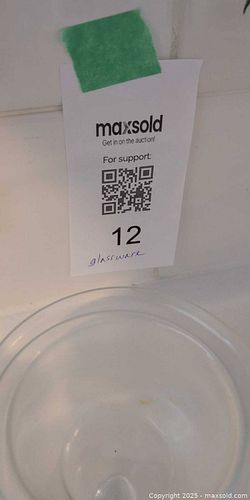 maxsold
Get in on the auction!
For support:
12
glassware
Copyright © 2025 - maxsold.com